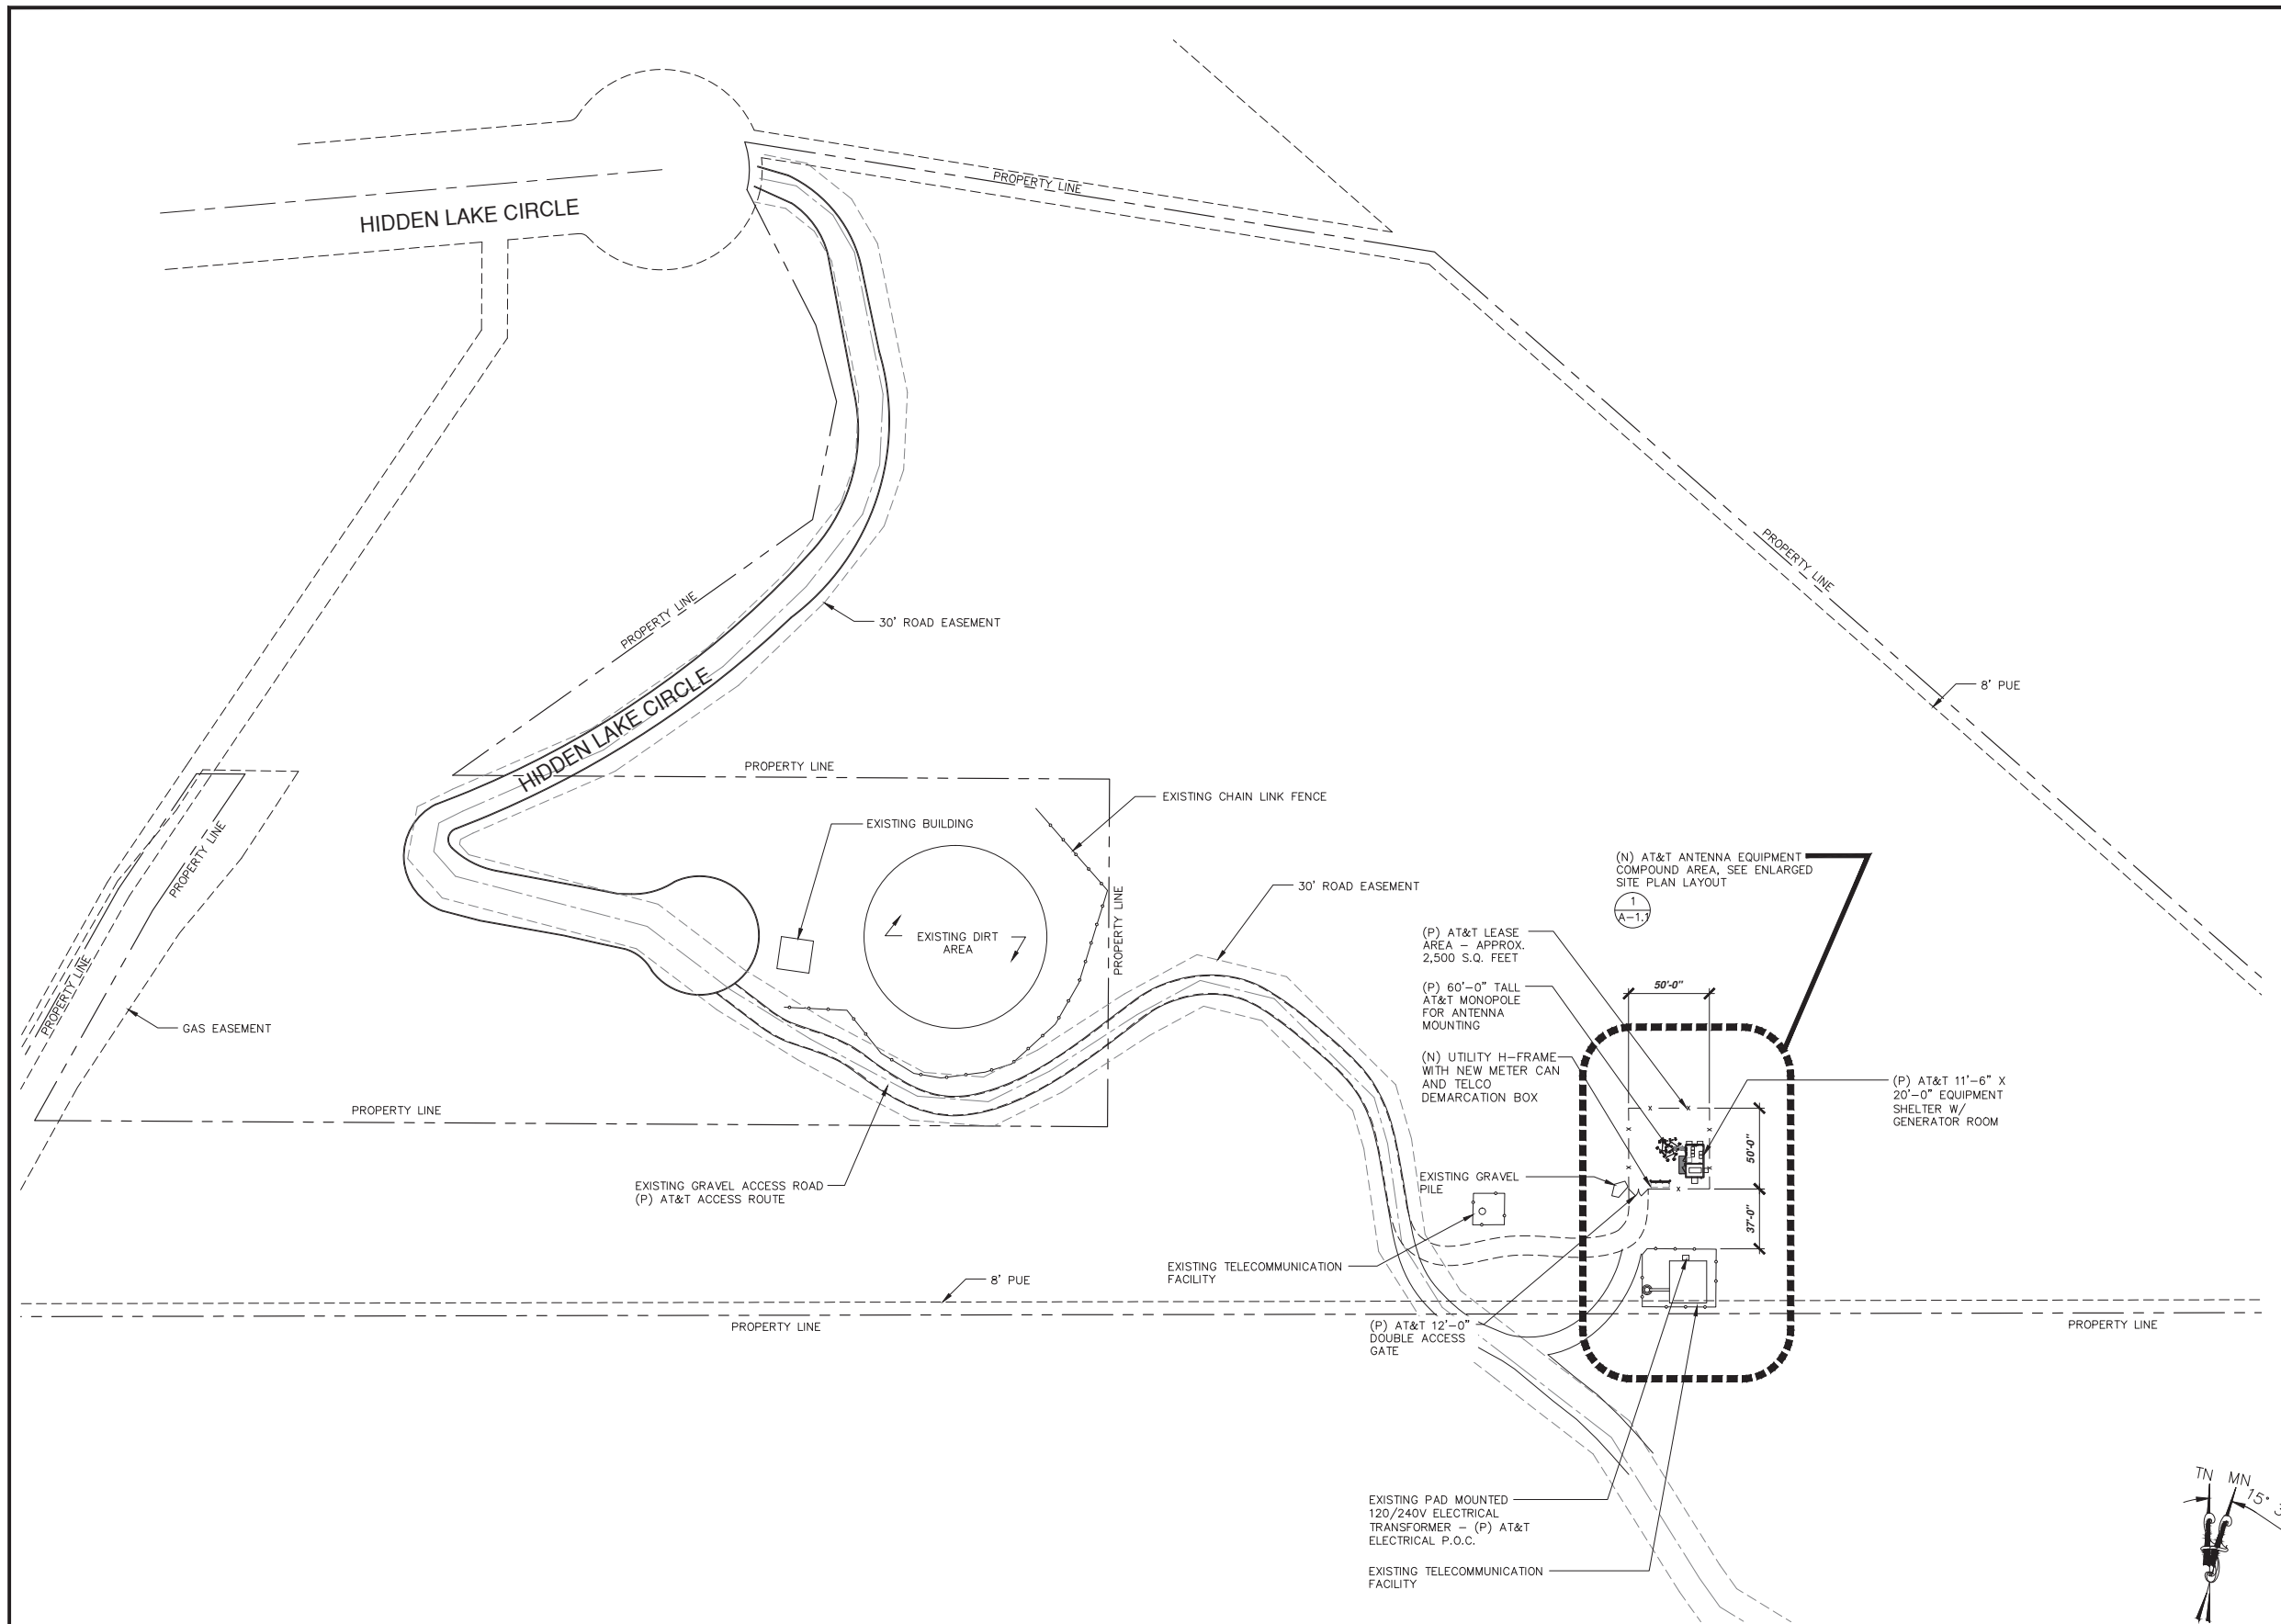 HIDDEN LAKE CIRCLE
PROPERTY LINE
PROPERTY LINE
30' ROAD EASEMENT
PROPERTY LINE
8' PUE
HIDDEN LAKE CIRCLE
PROPERTY LINE
EXISTING CHAIN LINK FENCE
EXISTING BUILDING
PROPERTY LINE
PROPERTY LINE
PROPERTY LINE
GAS EASEMENT
EXISTING DIRT
AREA
30' ROAD EASEMENT
(N) AT&T ANTENNA EQUIPMENT
COMPOUND AREA, SEE ENLARGED
SITE PLAN LAYOUT
1
A-1.1
(P) AT&T LEASE
AREA - APPROX.
2,500 S.Q. FEET
50'-0"
(P) 60'-0" TALL
AT&T MONOPOLE
FOR ANTENNA
MOUNTING
(N) UTILITY H-FRAME
WITH NEW METER CAN
AND TELCO
DEMARCATION BOX
(P) AT&T 11'-6" X
20'-0" EQUIPMENT
SHELTER W/
GENERATOR ROOM
50'-0"
37'-0"
PROPERTY LINE
EXISTING GRAVEL ACCESS ROAD
(P) AT&T ACCESS ROUTE
EXISTING GRAVEL
PILE
EXISTING TELECOMMUNICATION
FACILITY
8' PUE
PROPERTY LINE
(P) AT&T 12'-0"
DOUBLE ACCESS
GATE
PROPERTY LINE
EXISTING PAD MOUNTED
120/240V ELECTRICAL
TRANSFORMER - (P) AT&T
ELECTRICAL P.O.C.
EXISTING TELECOMMUNICATION
FACILITY
TN MN
15°